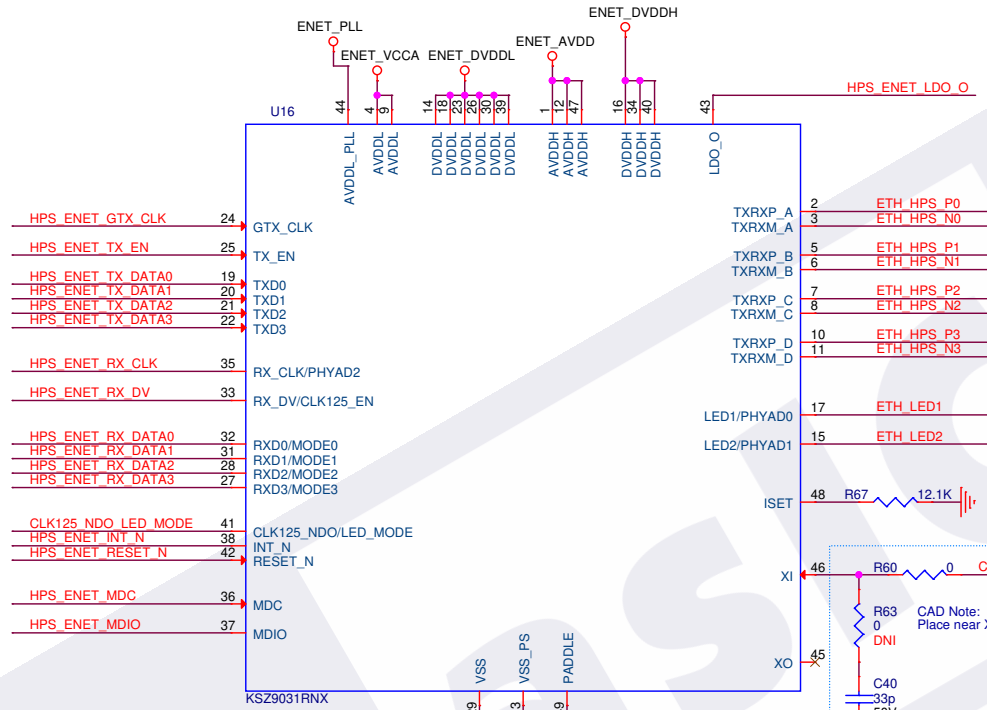 ENET_PLL
ENET_VCCA
ENET_DVDDL
ENET_AVDD
ENET_DVDDH
HPS_ENET_LDO_O
U16
44
4
9
14
18
23
26
30
39
1
12
47
16
34
40
43
AVDDL_PLL
AVDDL
AVDDL
DVDDL
DVDDL
DVDDL
DVDDL
DVDDL
DVDDL
AVDDH
AVDDH
AVDDH
DVDDH
DVDDH
DVDDH
LDO_O
HPS_ENET_GTX_CLK 24 GTX_CLK
HPS_ENET_TX_EN 25 TX_EN
HPS_ENET_TX_DATA0 19 TXD0
HPS_ENET_TX_DATA1 20 TXD1
HPS_ENET_TX_DATA2 21 TXD2
HPS_ENET_TX_DATA3 22 TXD3
HPS_ENET_RX_CLK 35 RX_CLK/PHYAD2
HPS_ENET_RX_DV 33 RX_DV/CLK125_EN
HPS_ENET_RX_DATA0 32 RXD0/MODE0
HPS_ENET_RX_DATA1 31 RXD1/MODE1
HPS_ENET_RX_DATA2 28 RXD2/MODE2
HPS_ENET_RX_DATA3 27 RXD3/MODE3
CLK125_NDO_LED_MODE 41 CLK125_NDO/LED_MODE
HPS_ENET_INT_N 38 INT_N
HPS_ENET_RESET_N 42 RESET_N
HPS_ENET_MDC 36 MDC
HPS_ENET_MDIO 37 MDIO
TXRXP_A 2 ETH_HPS_P0
TXRXM_A 3 ETH_HPS_N0
TXRXP_B 5 ETH_HPS_P1
TXRXM_B 6 ETH_HPS_N1
TXRXP_C 7 ETH_HPS_P2
TXRXM_C 8 ETH_HPS_N2
TXRXP_D 10 ETH_HPS_P3
TXRXM_D 11 ETH_HPS_N3
LED1/PHYAD0 17 ETH_LED1
LED2/PHYAD1 15 ETH_LED2
ISET 48 R67 12.1K
XI 46 R60 0 C
R63
0
DNI
CAD Note:
Place near X
XO 45
C40
33p
VSS
VSS_PS
PADDLE
KSZ9031RNX